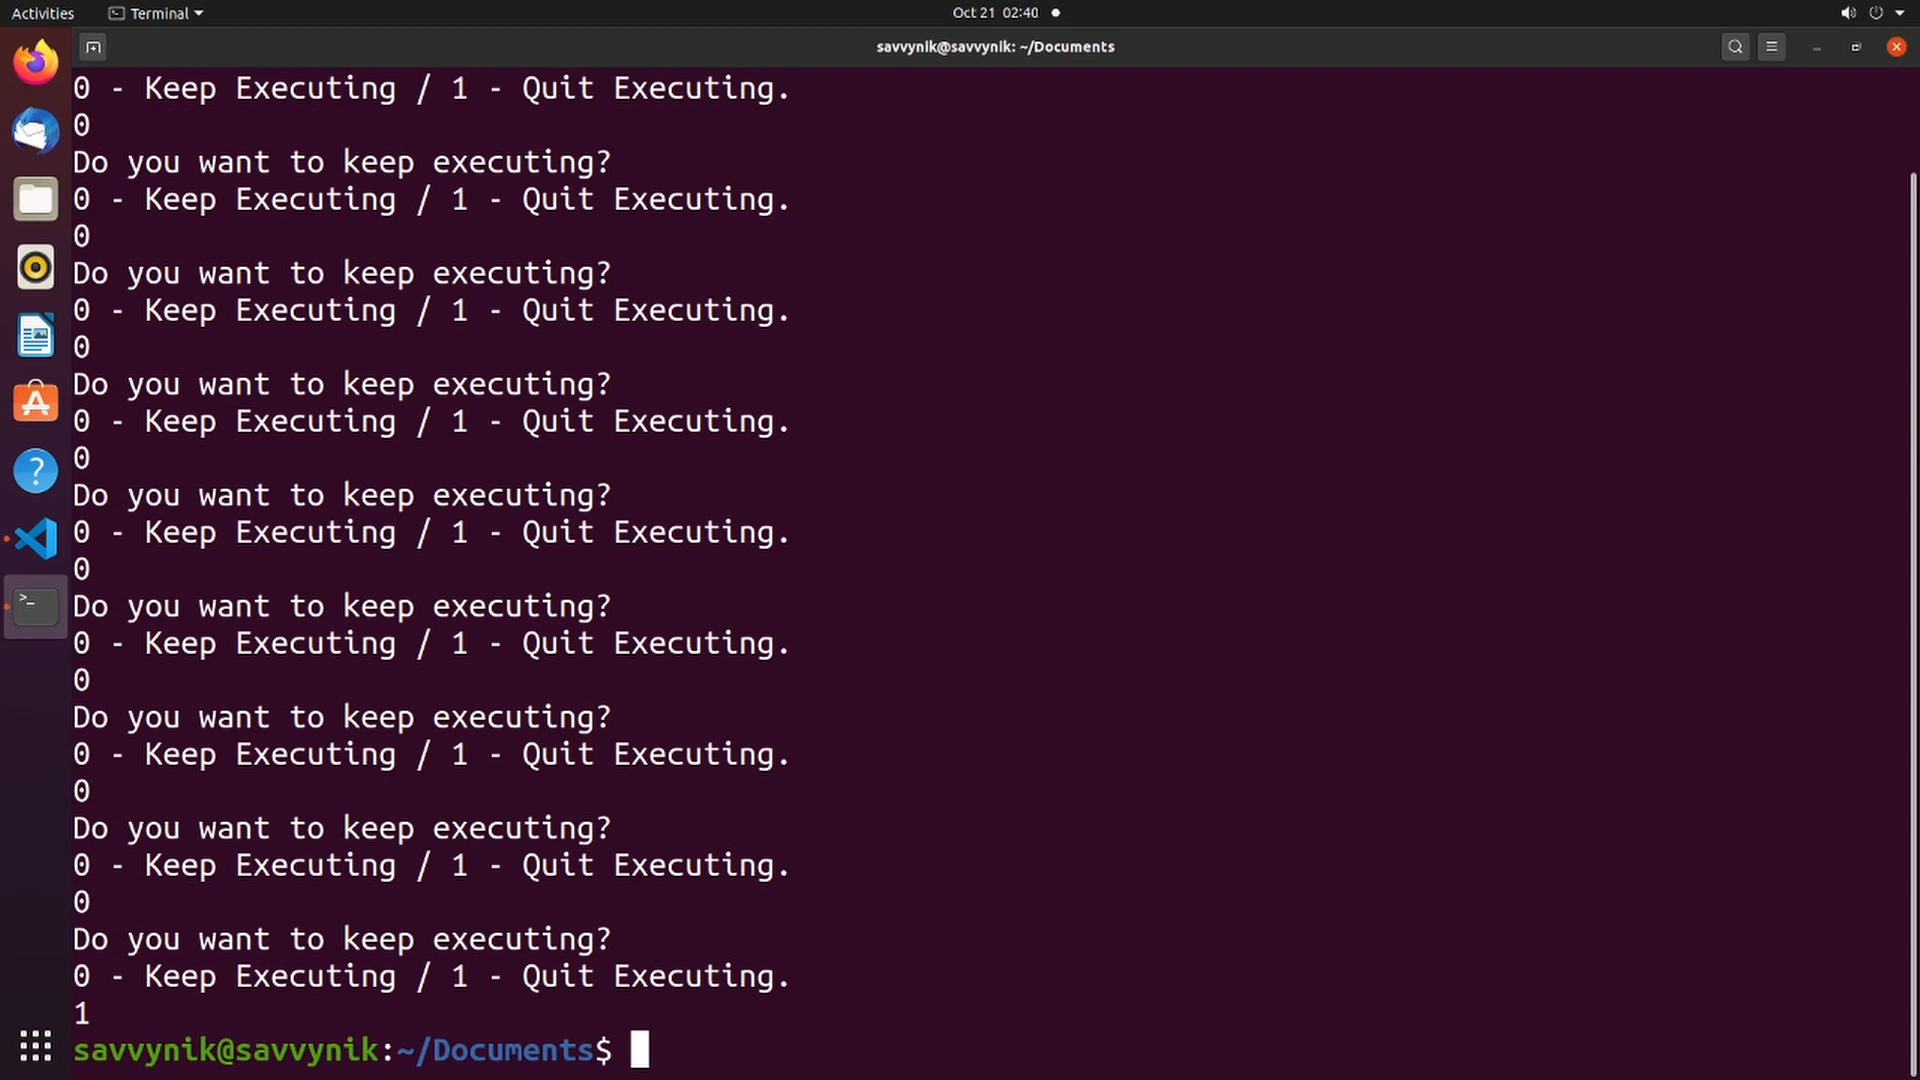 Activities Terminal Oct 21 02:40
savvynik@savvynik: ~/Documents
0 - Keep Executing / 1 - Quit Executing.
0
Do you want to keep executing?
0 - Keep Executing / 1 - Quit Executing.
0
Do you want to keep executing?
0 - Keep Executing / 1 - Quit Executing.
0
Do you want to keep executing?
0 - Keep Executing / 1 - Quit Executing.
0
Do you want to keep executing?
0 - Keep Executing / 1 - Quit Executing.
0
Do you want to keep executing?
0 - Keep Executing / 1 - Quit Executing.
0
Do you want to keep executing?
0 - Keep Executing / 1 - Quit Executing.
0
Do you want to keep executing?
0 - Keep Executing / 1 - Quit Executing.
0
Do you want to keep executing?
0 - Keep Executing / 1 - Quit Executing.
1
savvynik@savvynik:~/Documents$